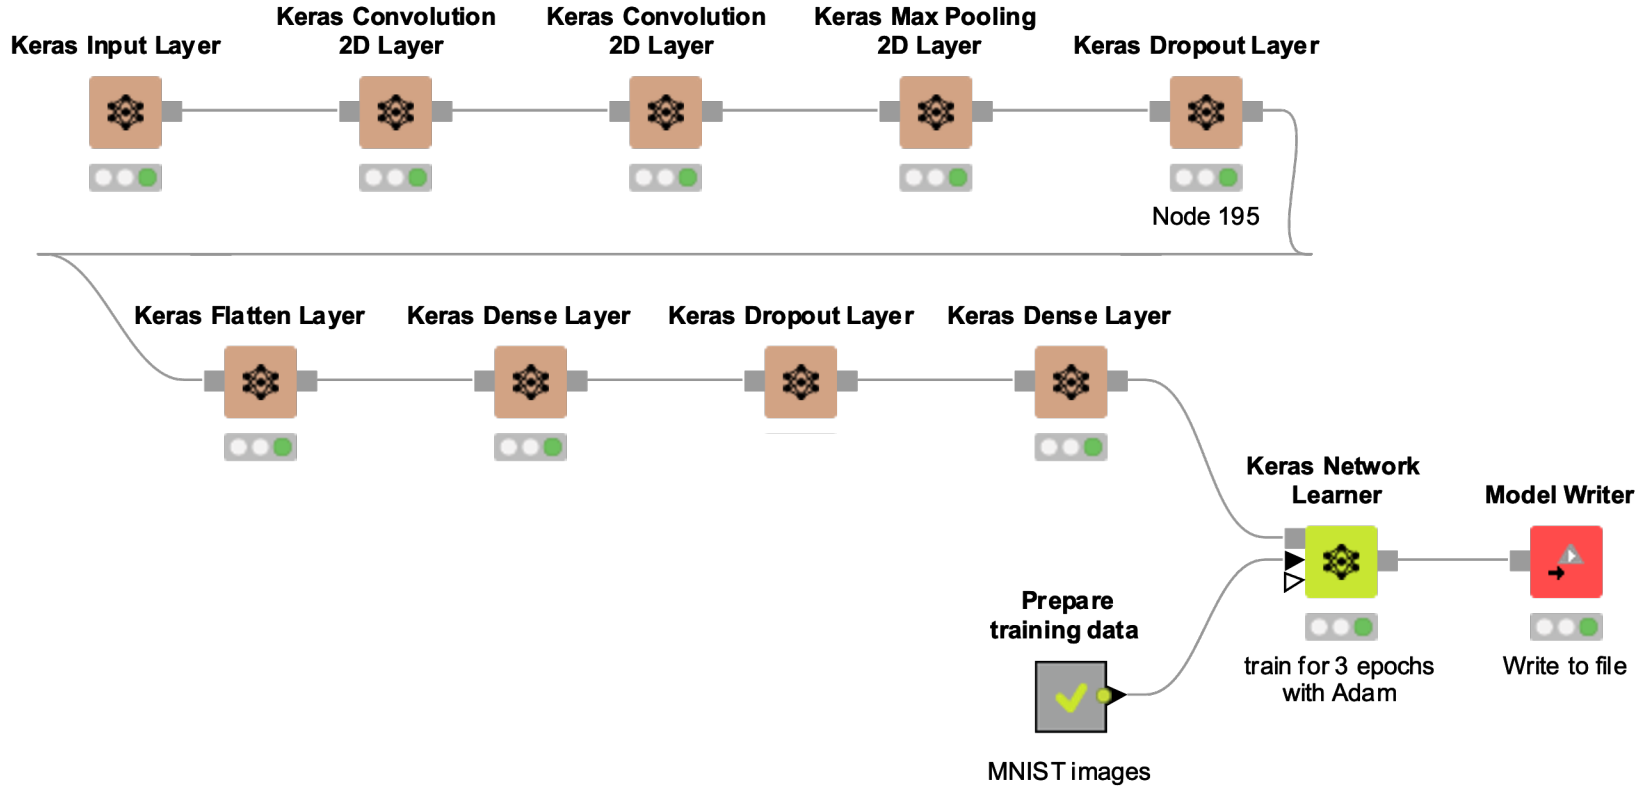 Keras Input Layer
Keras Convolution
2D Layer
Keras Convolution
2D Layer
Keras Max Pooling
2D Layer
Keras Dropout Layer
Node 195
Keras Flatten Layer
Keras Dense Layer
Keras Dropout Layer
Keras Dense Layer
Keras Network
Learner
train for 3 epochs
with Adam
Model Writer
Write to file
Prepare
training data
MNIST images